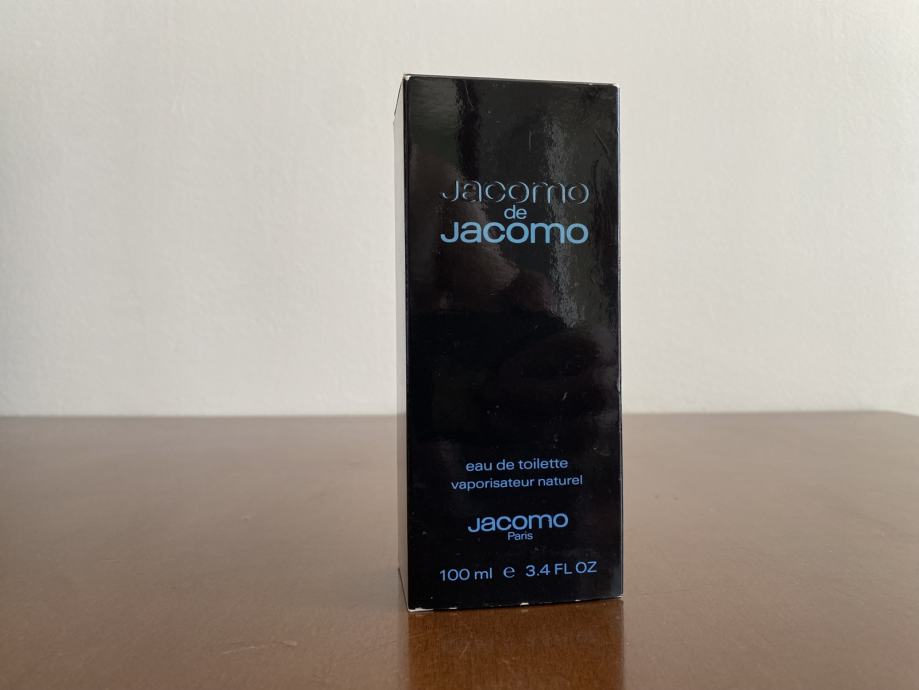 Jacomo
de
Jacomo
eau de toilette
vaporisateur naturel
Jacomo
Paris
100 ml e 3.4 FL OZ